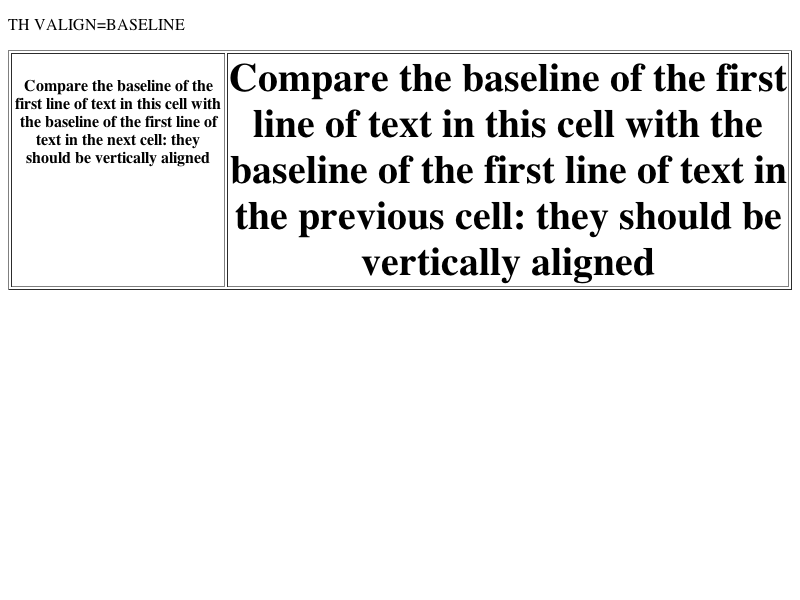 TH VALIGN=BASELINE
Compare the baseline of the
first line of text in this cell with
the baseline of the first line of
text in the next cell: they
should be vertically aligned
Compare the baseline of the first
line of text in this cell with the
baseline of the first line of text in
the previous cell: they should be
vertically aligned